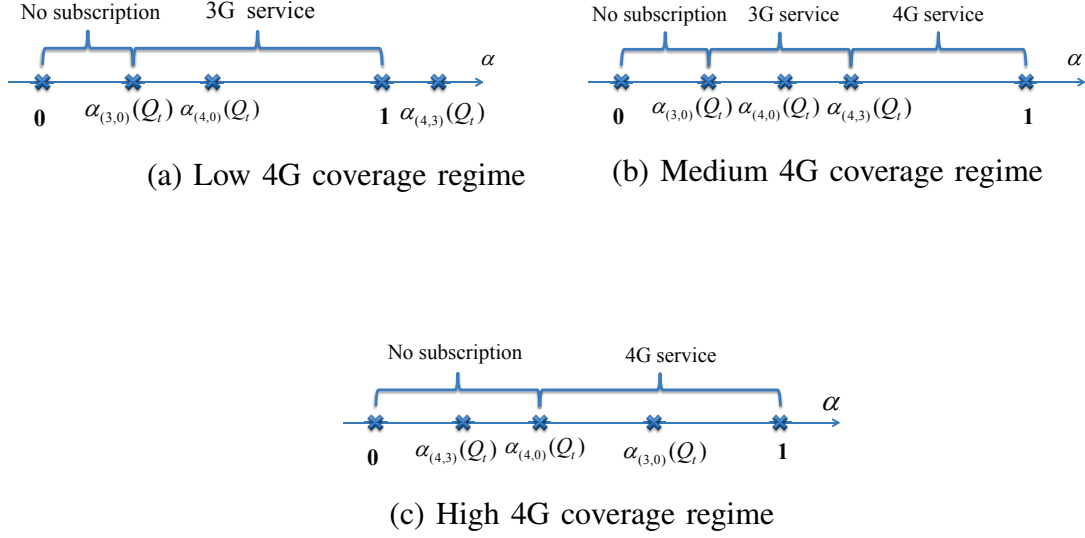 No subscription 3G service
α
0 α(3,0)(Qt) α(4,0)(Qt) 1 α(4,3)(Qt)
(a) Low 4G coverage regime
No subscription 3G service 4G service
α
0 α(3,0)(Qt) α(4,0)(Qt) α(4,3)(Qt) 1
(b) Medium 4G coverage regime
No subscription 4G service
α
0 α(4,3)(Qt) α(4,0)(Qt) α(3,0)(Qt) 1
(c) High 4G coverage regime